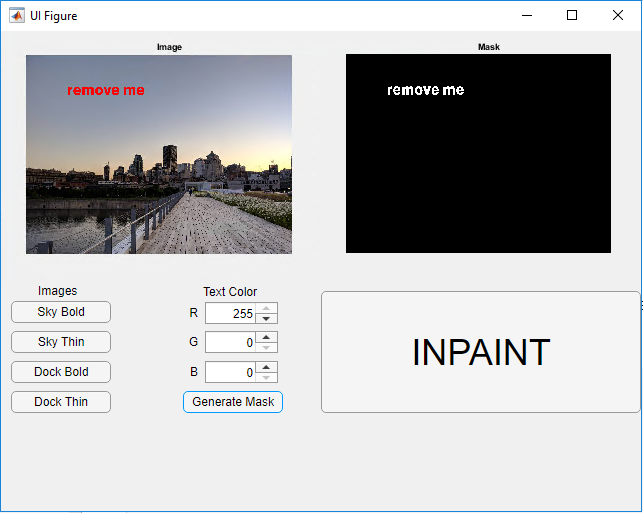 UI Figure
Image
Mask
remove me
remove me
Images
Text Color
Sky Bold
R 255
Sky Thin
G 0
Dock Bold
B 0
Dock Thin
Generate Mask
INPAINT